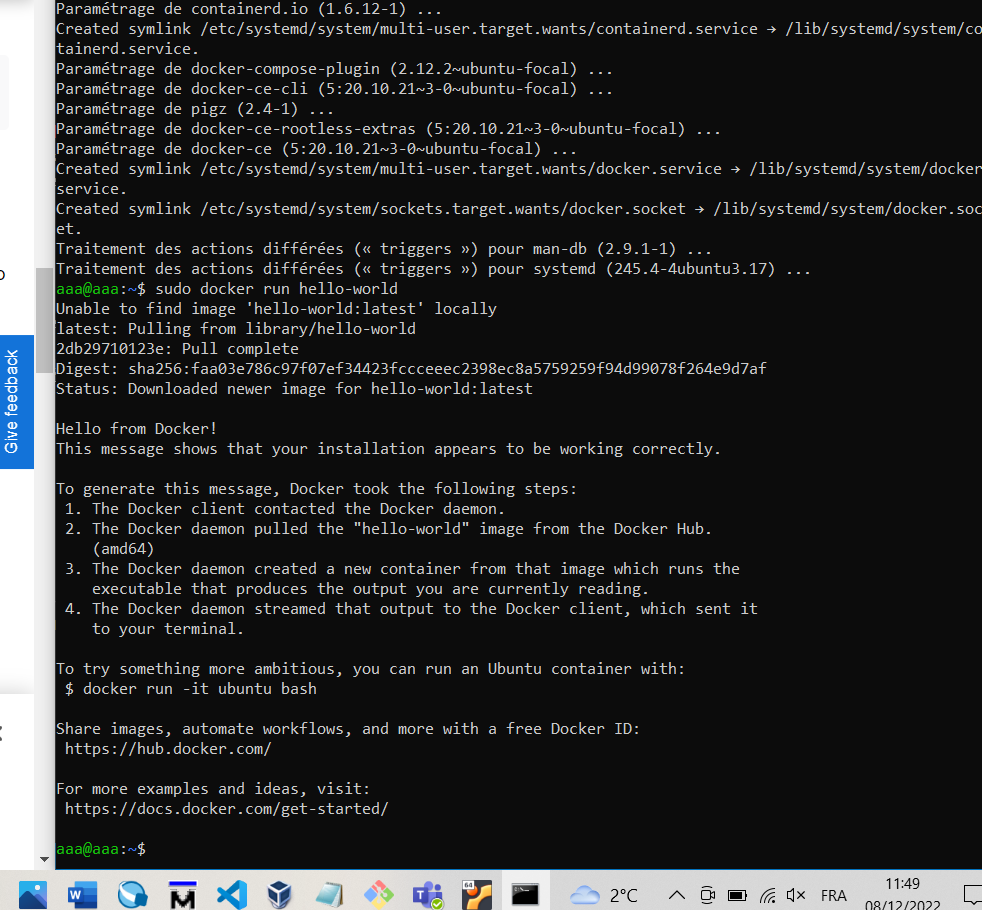 Paramétrage de containerd.io (1.6.12-1) ...
Created symlink /etc/systemd/system/multi-user.target.wants/containerd.service → /lib/systemd/system/co
tainerd.service.
Paramétrage de docker-compose-plugin (2.12.2~ubuntu-focal) ...
Paramétrage de docker-ce-cli (5:20.10.21~3-0~ubuntu-focal) ...
Paramétrage de pigz (2.4-1) ...
Paramétrage de docker-ce-rootless-extras (5:20.10.21~3-0~ubuntu-focal) ...
Paramétrage de docker-ce (5:20.10.21~3-0~ubuntu-focal) ...
Created symlink /etc/systemd/system/multi-user.target.wants/docker.service → /lib/systemd/system/docker
service.
Created symlink /etc/systemd/system/sockets.target.wants/docker.socket → /lib/systemd/system/docker.soc
et.
Traitement des actions différées (« triggers ») pour man-db (2.9.1-1) ...
Traitement des actions différées (« triggers ») pour systemd (245.4-4ubuntu3.17) ...
aaa@aaa:~$ sudo docker run hello-world
Unable to find image 'hello-world:latest' locally
latest: Pulling from library/hello-world
2db29710123e: Pull complete
Digest: sha256:faa03e786c97f07ef34423fccceeec2398ec8a5759259f94d99078f264e9d7af
Status: Downloaded newer image for hello-world:latest
Hello from Docker!
This message shows that your installation appears to be working correctly.
To generate this message, Docker took the following steps:
1. The Docker client contacted the Docker daemon.
2. The Docker daemon pulled the "hello-world" image from the Docker Hub.
(amd64)
3. The Docker daemon created a new container from that image which runs the
executable that produces the output you are currently reading.
4. The Docker daemon streamed that output to the Docker client, which sent it
to your terminal.
To try something more ambitious, you can run an Ubuntu container with:
$ docker run -it ubuntu bash
Share images, automate workflows, and more with a free Docker ID:
https://hub.docker.com/
For more examples and ideas, visit:
https://docs.docker.com/get-started/
aaa@aaa:~$
Give feedback
2°C
FRA
11:49
08/12/2022